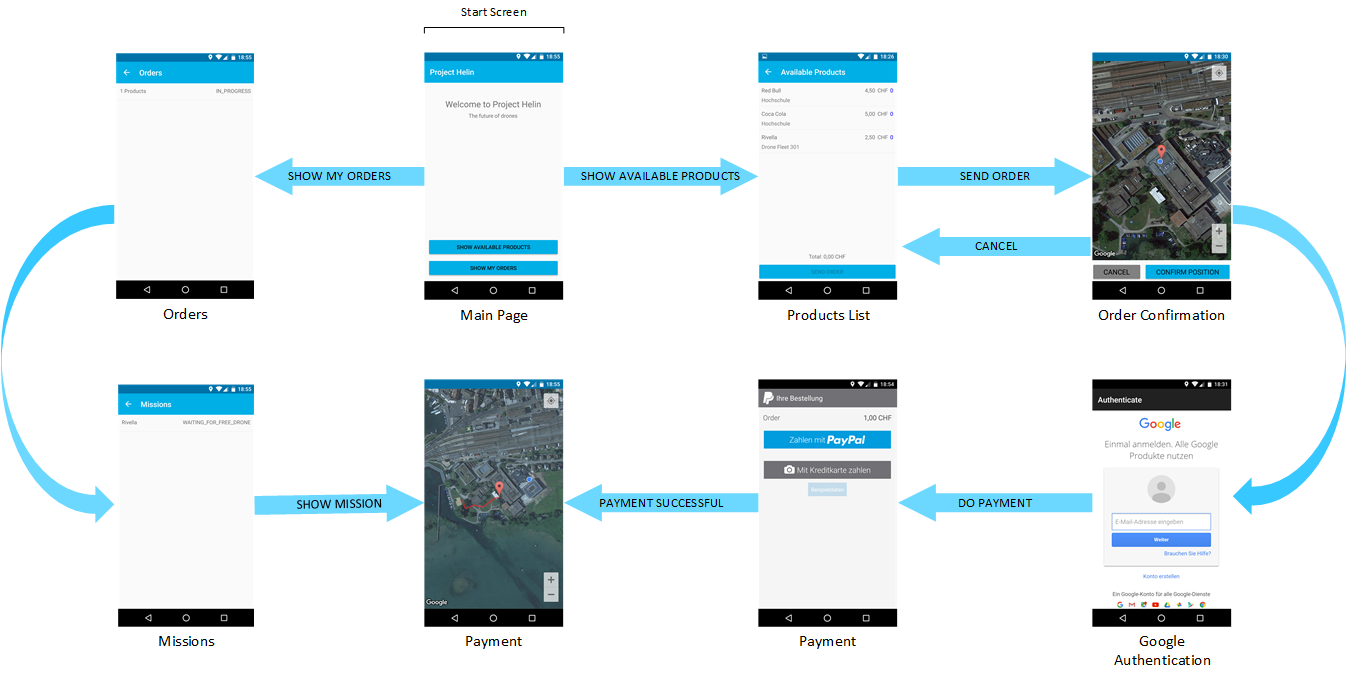 Start Screen
18:55
Orders
1 Products IN_PROGRESS
Orders
SHOW MY ORDERS
18:55
Project Helin
Welcome to Project Helin
The future of drones
SHOW AVAILABLE PRODUCTS
SHOW MY ORDERS
Main Page
SHOW AVAILABLE PRODUCTS
18:26
Available Products
Red Bull 4,50 CHF 0
Hochschule
Coca Cola 5,00 CHF 0
Hochschule
Rivella 2,50 CHF 0
Drone Fleet 301
Total: 0,00 CHF
SEND ORDER
Products List
SEND ORDER
CANCEL
18:30
Google
CANCEL CONFIRM POSITION
Order Confirmation
18:55
Missions
Rivella WAITING_FOR_FREE_DRONE
Missions
SHOW MISSION
18:55
Google
Payment
PAYMENT SUCCESSFUL
18:54
Ihre Bestellung
Order 1,00 CHF
Zahlen mit PayPal
Mit Kreditkarte zahlen
Payment
DO PAYMENT
18:31
Authenticate
Google
Einmal anmelden. Alle Google
Produkte nutzen
E-Mail-Adresse eingeben
Weiter
Brauchen Sie Hilfe?
Konto erstellen
Ein Google-Konto für alle Google-Dienste
Google
Authentication